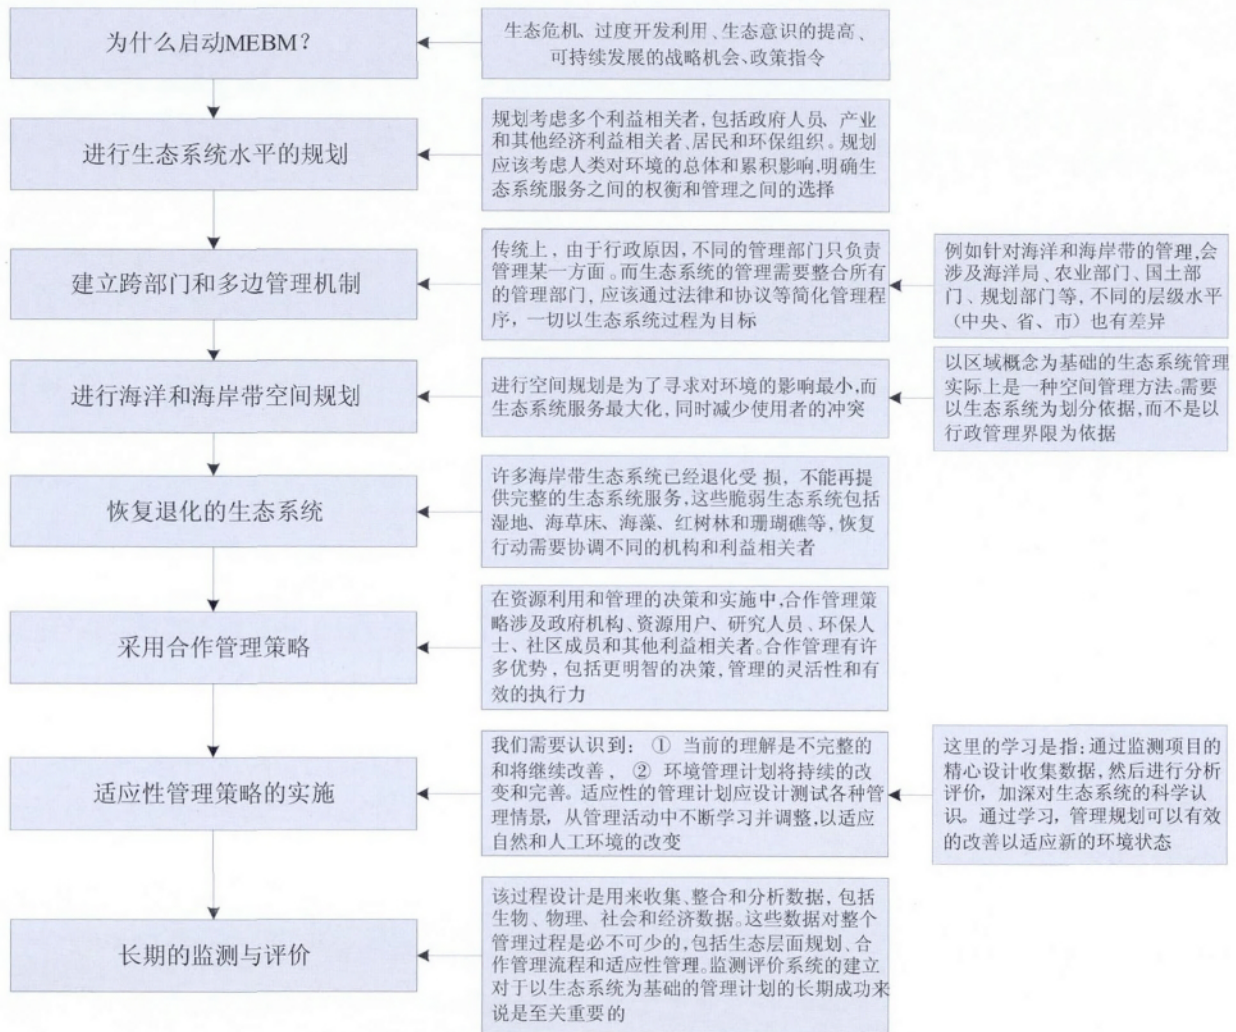 为什么启动MEBM？
生态危机、过度开发利用、生态意识的提高、
可持续发展的战略机会、政策指令
进行生态系统水平的规划
规划考虑多个利益相关者，包括政府人员、产业
和其他经济利益相关者、居民和环保组织。规划
应该考虑人类对环境的总体和累积影响，明确生
态系统服务之间的权衡和管理之间的选择
建立跨部门和多边管理机制
传统上，由于行政原因，不同的管理部门只负责
管理某一方面。而生态系统的管理需要整合所有
的管理部门，应该通过法律和协议等简化管理程
序，一切以生态系统过程为目标
例如针对海洋和海岸带的管理，会
涉及海洋局、农业部门、国土部
门、规划部门等，不同的层级水平
（中央、省、市）也有差异
进行海洋和海岸带空间规划
进行空间规划是为了寻求对环境的影响最小，而
生态系统服务最大化，同时减少使用者的冲突
以区域概念为基础的生态系统管理
实际上是一种空间管理方法。需要
以生态系统为划分依据，而不是以
行政管理界限为依据
恢复退化的生态系统
许多海岸带生态系统已经退化受 损，不能再提
供完整的生态系统服务，这些脆弱生态系统包括
湿地、海草床、海藻、红树林和珊瑚礁等，恢复
行动需要协调不同的机构和利益相关者
采用合作管理策略
在资源利用和管理的决策和实施中，合作管理策
略涉及政府机构、资源用户、研究人员、环保人
士、社区成员和其他利益相关者。合作管理有许
多优势，包括更明智的决策，管理的灵活性和有
效的执行力
适应性管理策略的实施
我们需要认识到： ① 当前的理解是不完整的
和将继续改善， ② 环境管理计划将持续的改
变和完善。适应性的管理计划应设计测试各种管
理情景，从管理活动中不断学习并调整，以适应
自然和人工环境的改变
这里的学习是指：通过监测项目的
精心设计收集数据，然后进行分析
评价，加深对生态系统的科学认
识。通过学习，管理规划可以有效
的改善以适应新的环境状态
长期的监测与评价
该过程设计是用来收集、整合和分析数据，包括
生物、物理、社会和经济数据。这些数据对整个
管理过程是必不可少的，包括生态层面规划、合
作管理流程和适应性管理。监测评价系统的建立
对于以生态系统为基础的管理计划的长期成功来
说是至关重要的